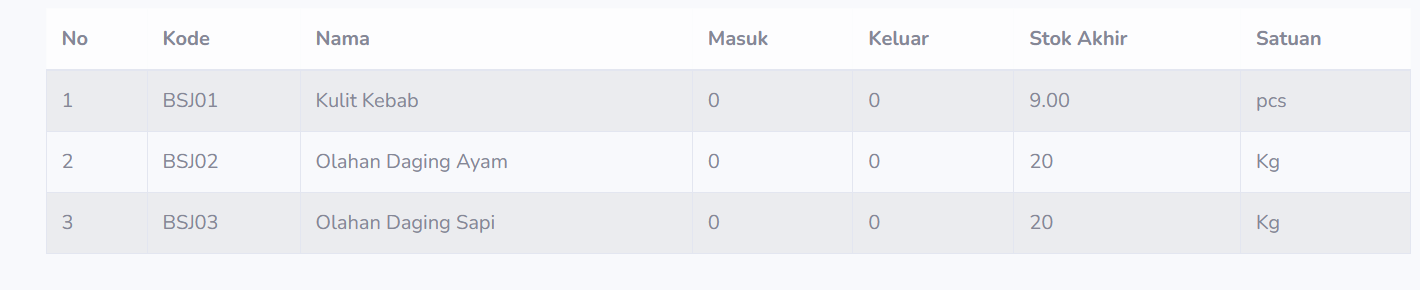 No Kode Nama Masuk Keluar Stok Akhir Satuan
1 BSJ01 Kulit Kebab 0 0 9.00 pcs
2 BSJ02 Olahan Daging Ayam 0 0 20 Kg
3 BSJ03 Olahan Daging Sapi 0 0 20 Kg